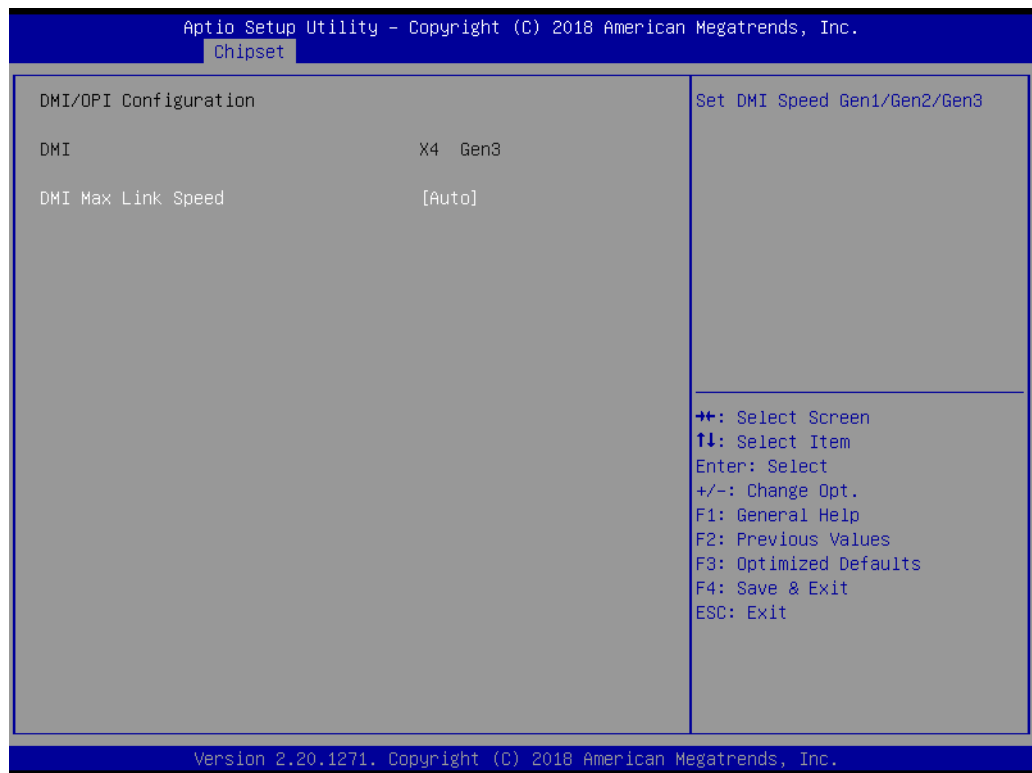 Aptio Setup Utility – Copyright (C) 2018 American Megatrends, Inc.
Chipset
DMI/OPI Configuration
DMI X4 Gen3
DMI Max Link Speed [Auto]
Set DMI Speed Gen1/Gen2/Gen3
→←: Select Screen
↑↓: Select Item
Enter: Select
+/-: Change Opt.
F1: General Help
F2: Previous Values
F3: Optimized Defaults
F4: Save & Exit
ESC: Exit
Version 2.20.1271. Copyright (C) 2018 American Megatrends, Inc.